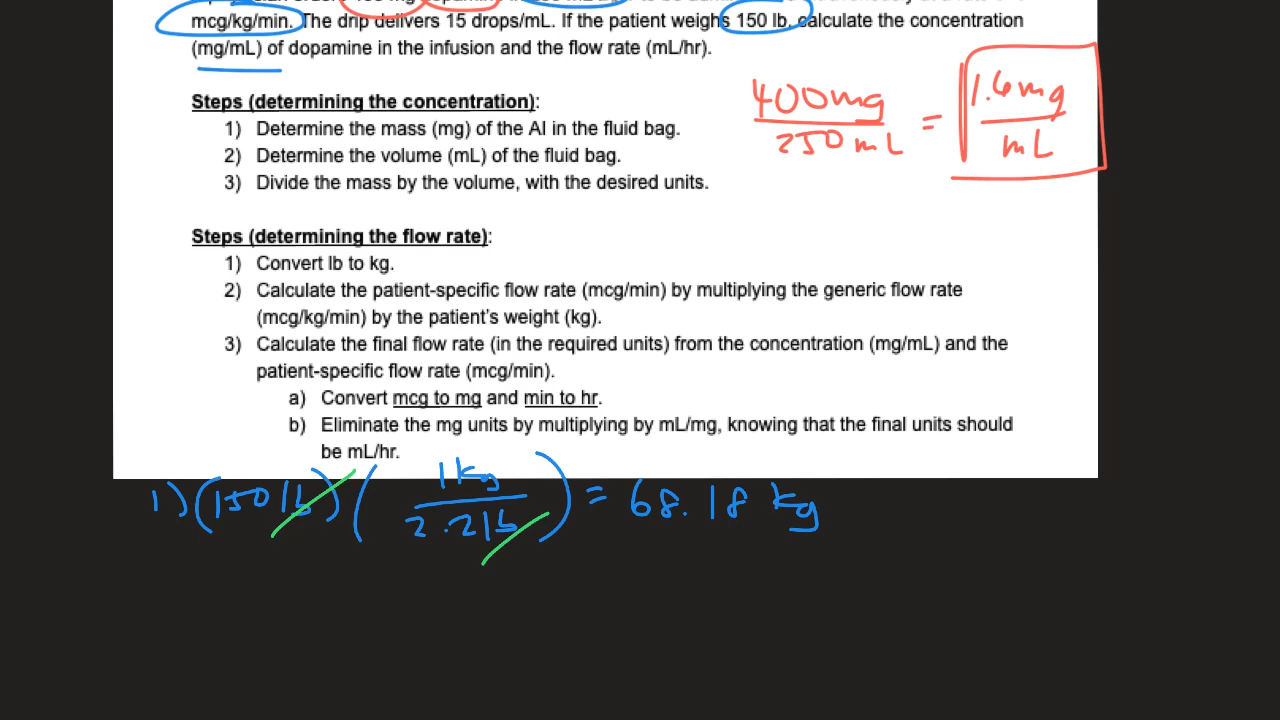 mcg/kg/min. The drip delivers 15 drops/mL. If the patient weighs 150 lb, calculate the concentration
(mg/mL) of dopamine in the infusion and the flow rate (mL/hr).
400mg
250mL
=
1.6mg
mL
Steps (determining the concentration):
1) Determine the mass (mg) of the AI in the fluid bag.
2) Determine the volume (mL) of the fluid bag.
3) Divide the mass by the volume, with the desired units.
Steps (determining the flow rate):
1) Convert lb to kg.
2) Calculate the patient-specific flow rate (mcg/min) by multiplying the generic flow rate
(mcg/kg/min) by the patient's weight (kg).
3) Calculate the final flow rate (in the required units) from the concentration (mg/mL) and the
patient-specific flow rate (mcg/min).
a) Convert mcg to mg and min to hr.
b) Eliminate the mg units by multiplying by mL/mg, knowing that the final units should
be mL/hr.
1) (150 lb) (1kg / 2.2lb) = 68.18 kg